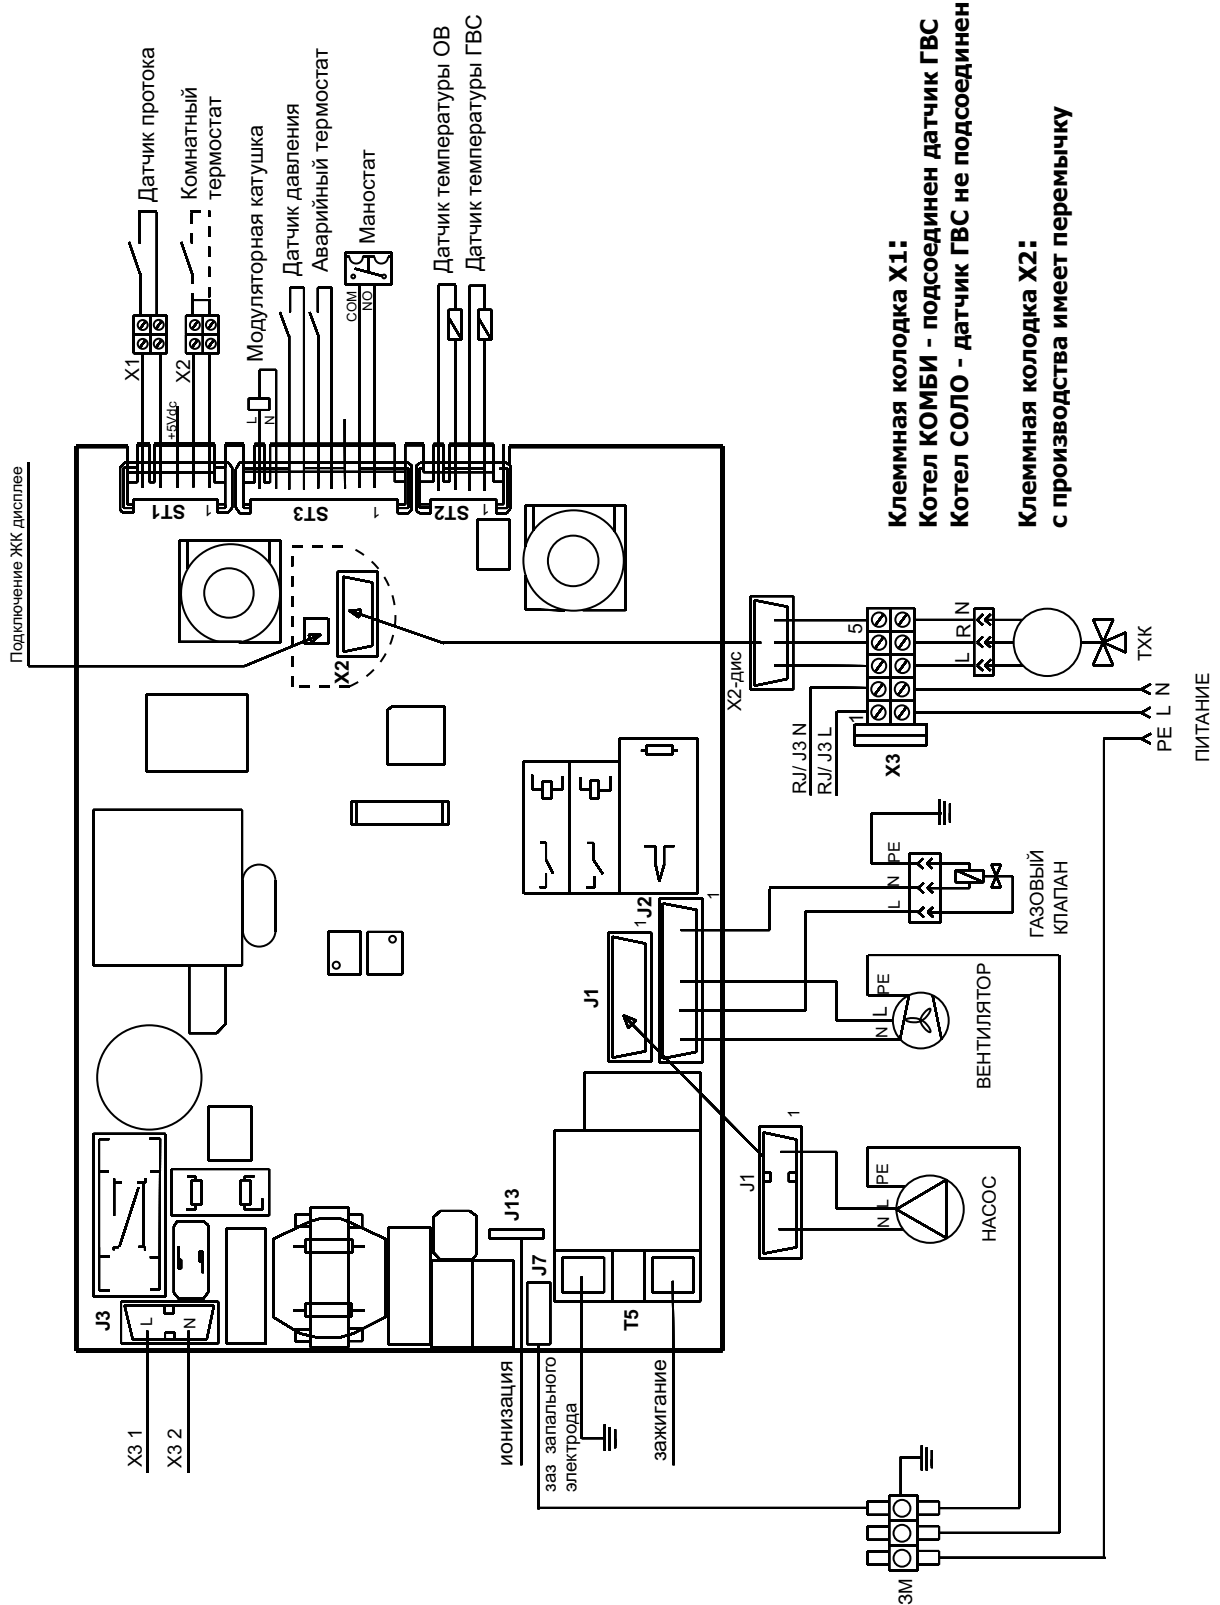 Подключение ЖК дисплее
X1
Датчик протока
+5Vdc
X2
Комнатный
термостат
L
N
Модуляторная катушка
Датчик давления
Аварийный термостат
COM
NO
Маностат
Датчик температуры ОВ
Датчик температуры ГВС
ST1
1
ST3
1
ST2
1
X2
Клеммная колодка X1:
Котел КОМБИ - подсоединен датчик ГВС
Котел СОЛО - датчик ГВС не подсоединен
Клеммная колодка X2:
с производства имеет перемычку
X2-дис
RJ/ J3 N
RJ/ J3 L
1
5
X3
L
R
N
ТХК
PE
L
N
ПИТАНИЕ
J2
1
J1
1
L
N
PE
ГАЗОВЫЙ
КЛАПАН
N
L
PE
ВЕНТИЛЯТОР
J1
1
N
L
PE
НАСОС
J3
L
N
X3 1
X3 2
J13
J7
T5
ионизация
заз запального
электрода
зажигание
3М